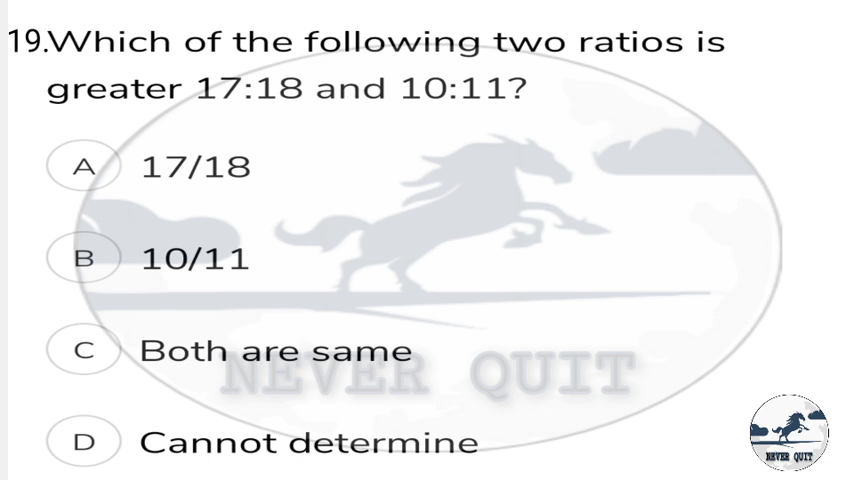 19.Which of the following two ratios is
greater 17:18 and 10:11?
A 17/18
B 10/11
C Both are same
NEVER QUIT
D Cannot determine
NEVER QUIT